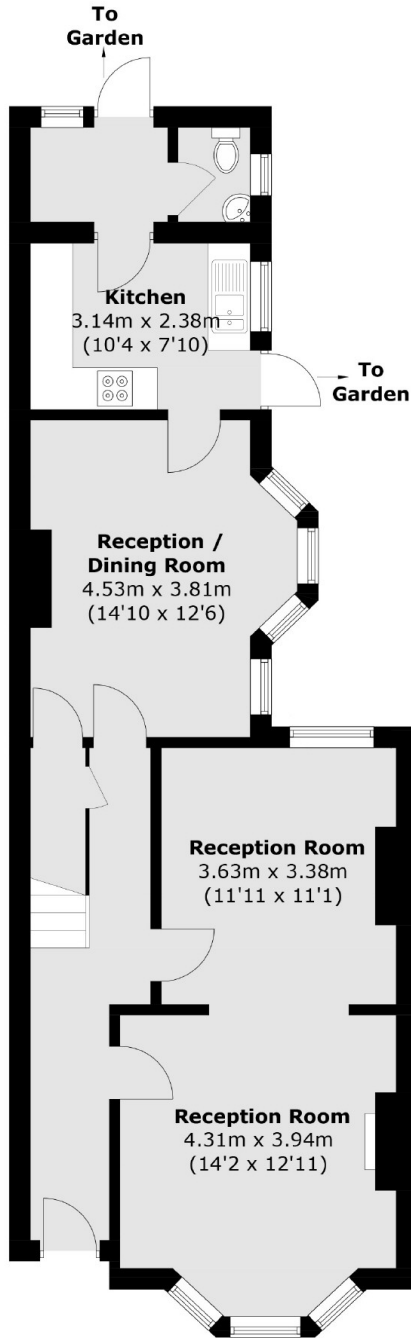 To
Garden
Kitchen
3.14m x 2.38m
(10'4 x 7'10)
To
Garden
Reception /
Dining Room
4.53m x 3.81m
(14'10 x 12'6)
Reception Room
3.63m x 3.38m
(11'11 x 11'1)
Reception Room
4.31m x 3.94m
(14'2 x 12'11)